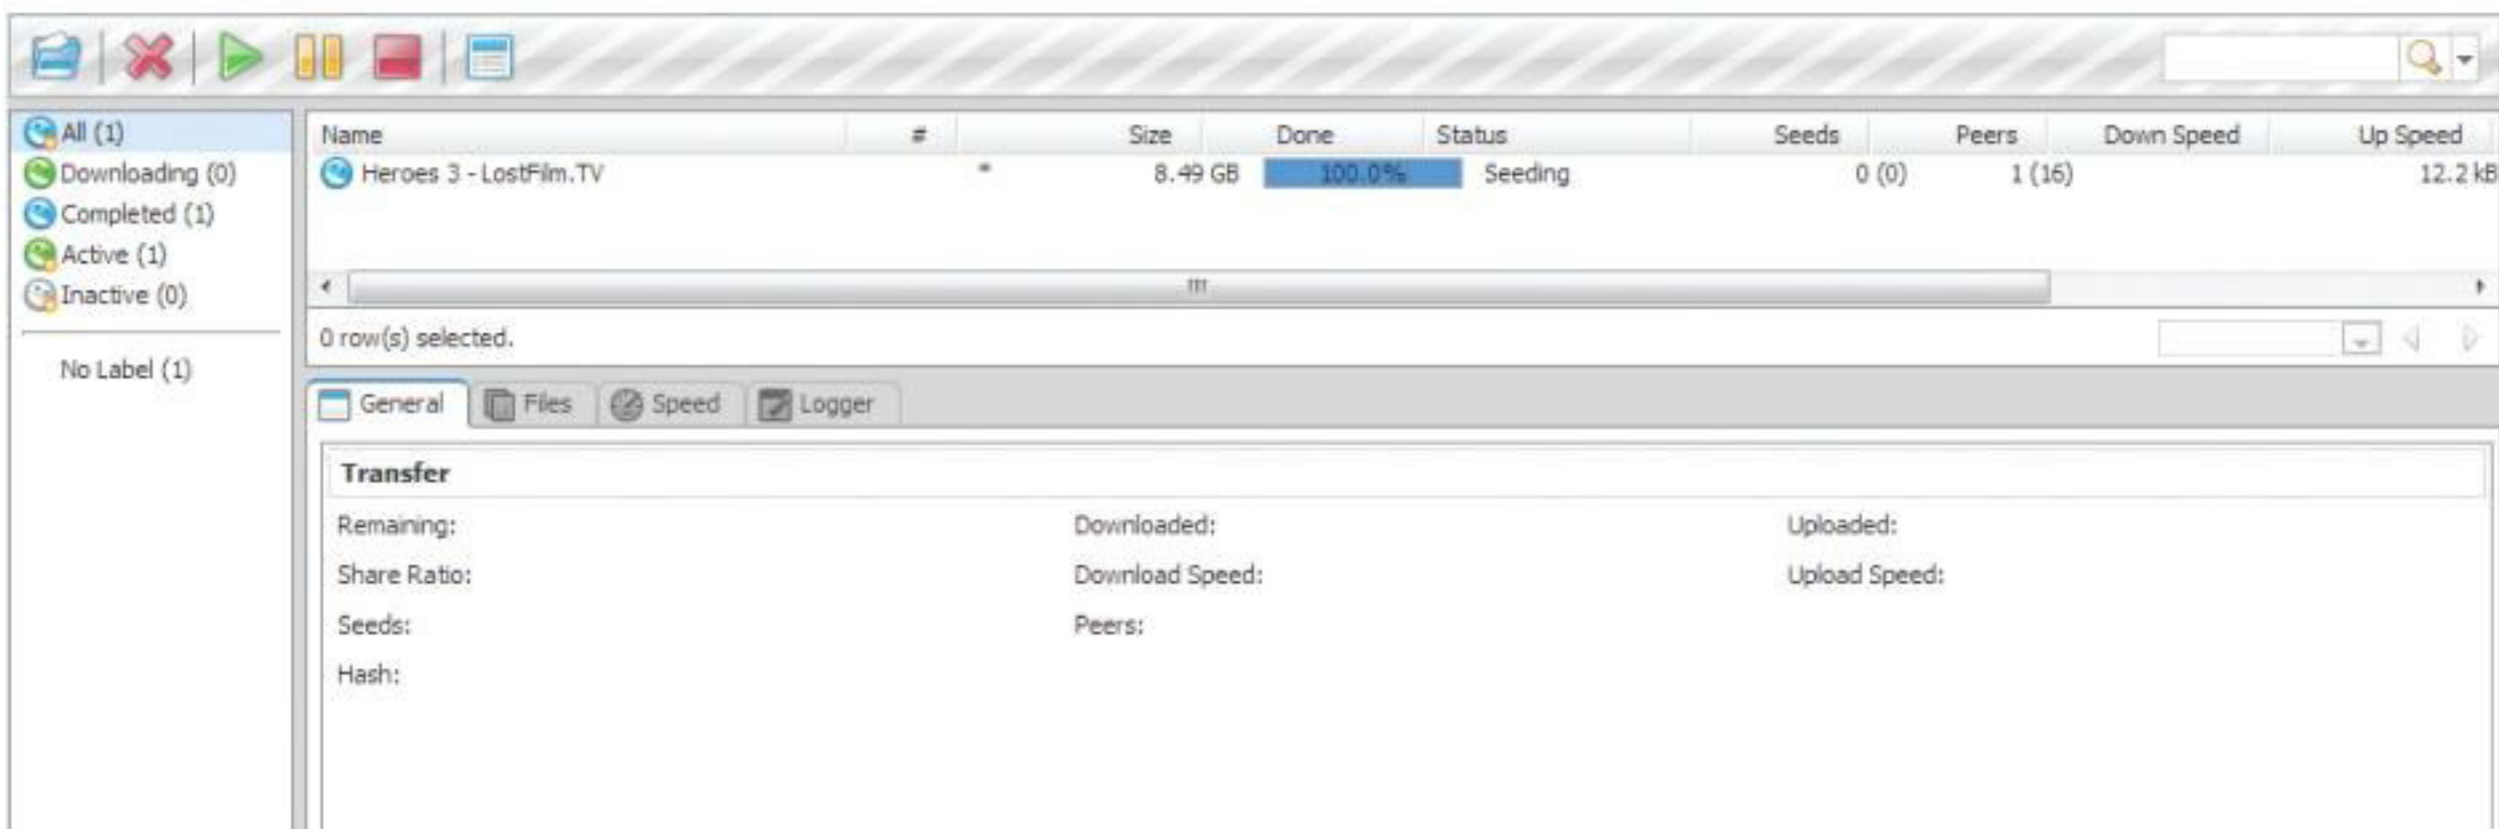 All (1)
Downloading (0)
Completed (1)
Active (1)
Inactive (0)
No Label (1)
Name # Size Done Status Seeds Peers Down Speed Up Speed
Heroes 3 - LostFilm.TV * 8.49 GB 100.0% Seeding 0 (0) 1 (16) 12.2 kB
0 row(s) selected.
General Files Speed Logger
Transfer
Remaining: Downloaded: Uploaded:
Share Ratio: Download Speed: Upload Speed:
Seeds: Peers:
Hash: